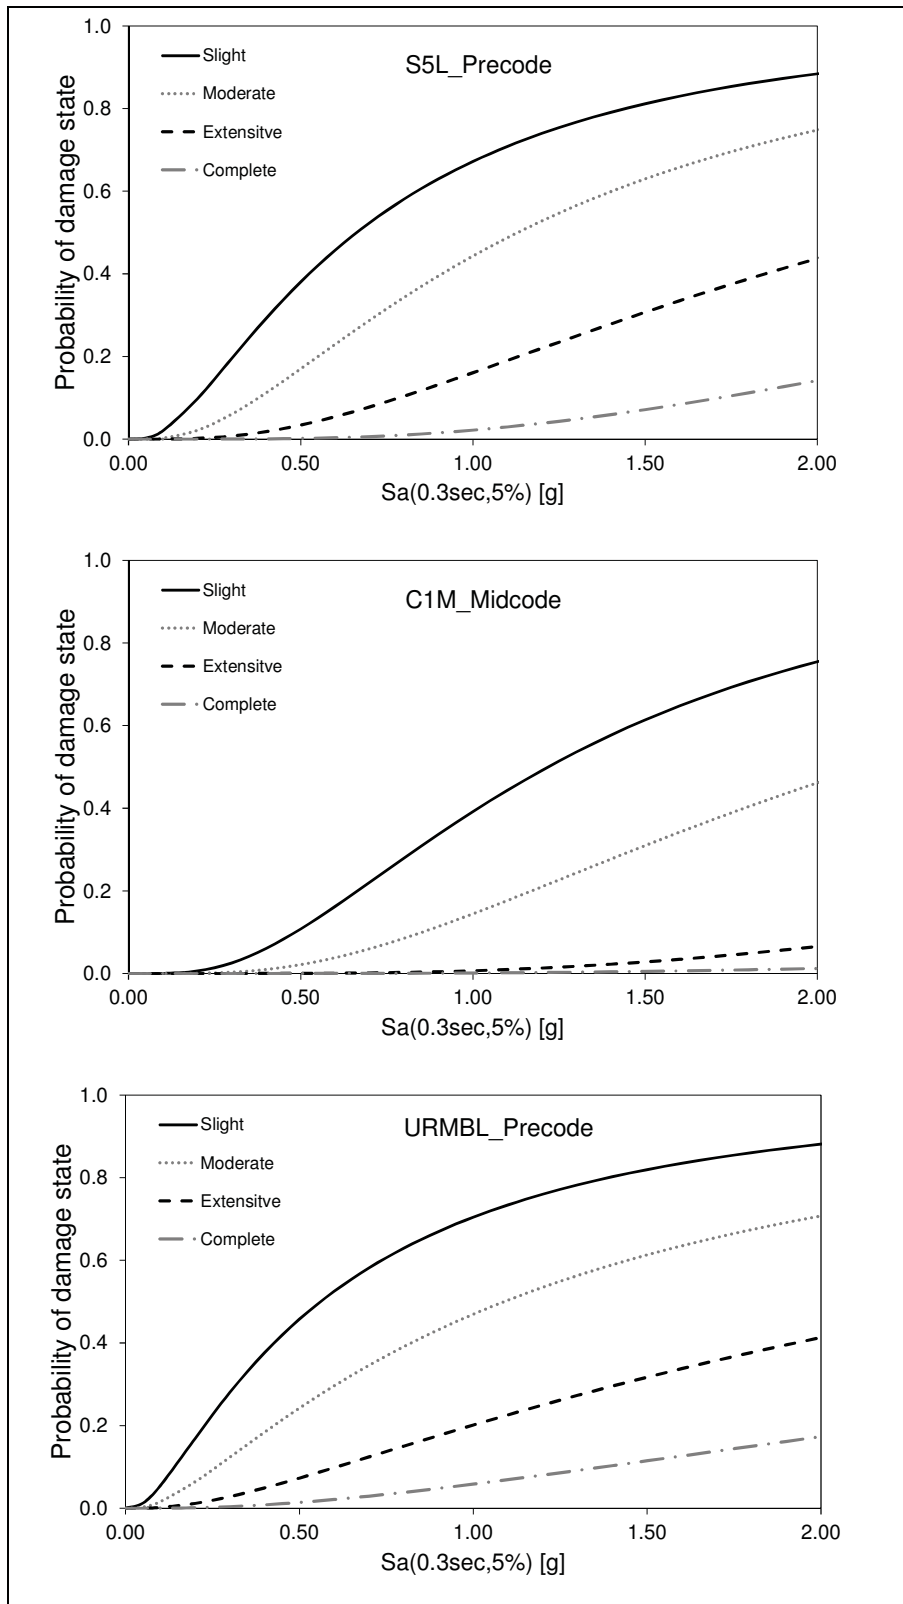 1.0
Slight
S5L_Precode
Moderate
0.8
Extensitve
Complete
0.6
0.4
0.2
0.0
Probability of damage state
0.00 0.50 1.00 1.50 2.00
Sa(0.3sec,5%) [g]
1.0
Slight
C1M_Midcode
Moderate
0.8
Extensitve
Complete
0.6
0.4
0.2
0.0
Probability of damage state
0.00 0.50 1.00 1.50 2.00
Sa(0.3sec,5%) [g]
1.0
Slight
URMBL_Precode
Moderate
0.8
Extensitve
Complete
0.6
0.4
0.2
0.0
Probability of damage state
0.00 0.50 1.00 1.50 2.00
Sa(0.3sec,5%) [g]